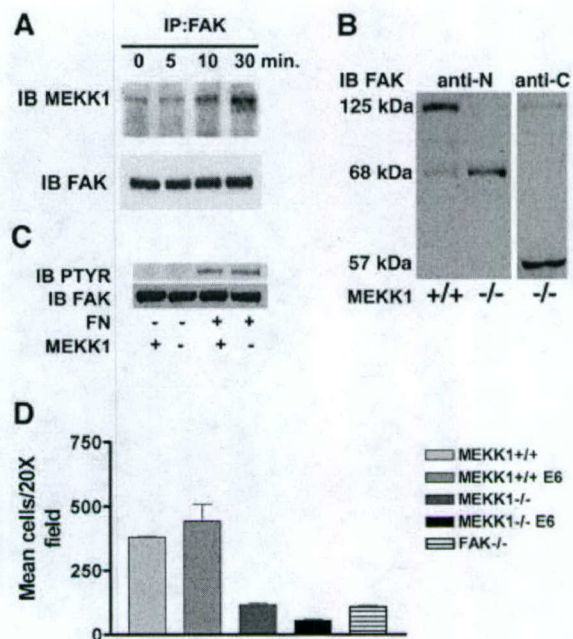 A
IP:FAK
0 5 10 30 min.
IB MEKK1
IB FAK
B
IB FAK anti-N anti-C
125 kDa
68 kDa
57 kDa
MEKK1 +/+ -/- -/-
C
IB PTYR
IB FAK
FN - - + +
MEKK1 + - + -
D
Mean cells/20X
field
750
500
250
0
MEKK1+/+
MEKK1+/+ E6
MEKK1-/-
MEKK1-/- E6
FAK-/-